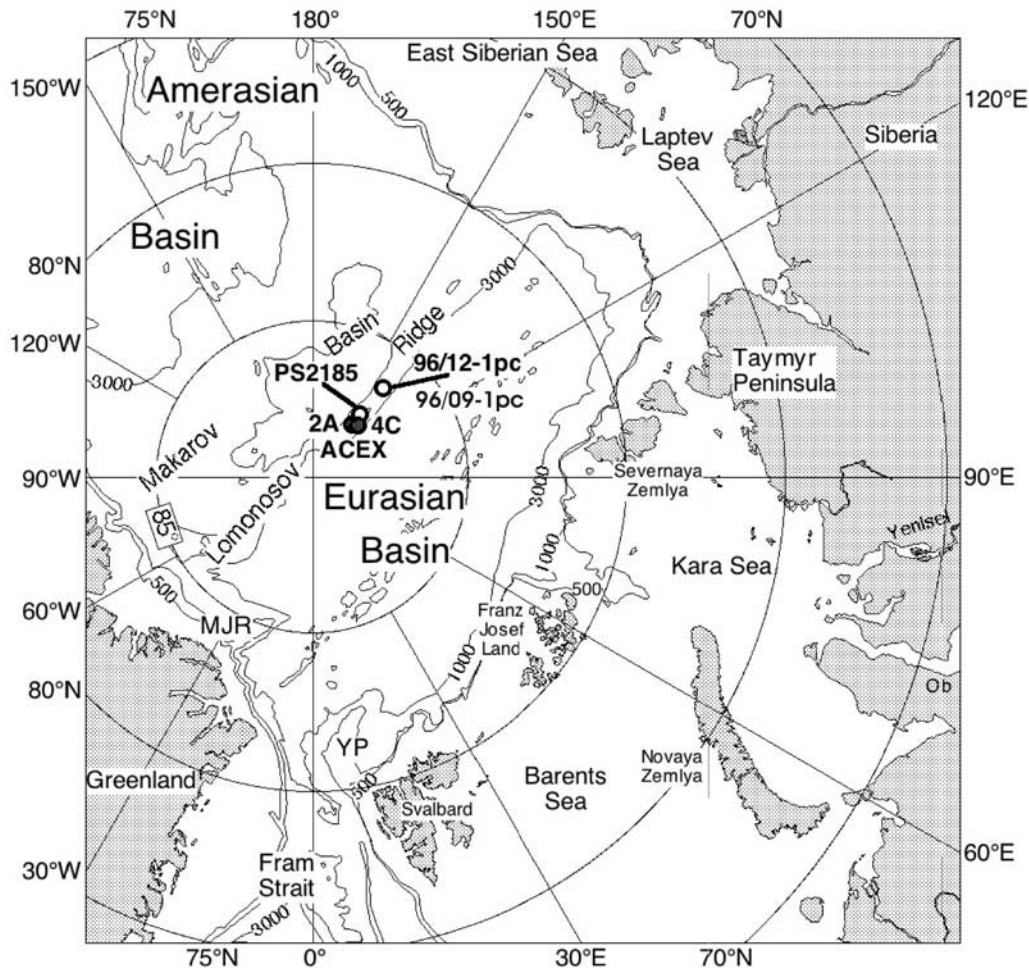 75°N
180°
150°E
70°N
150°W
Amerasian
1000
500
East Siberian Sea
120°E
Laptev
Sea
Siberia
Basin
80°N
3000
120°W
3000
Basin
Ridge
PS2185
96/12-1pc
96/09-1pc
2A
4C
ACEX
Taymyr
Peninsula
Makarov
Lomonosov
Severnaya
Zemlya
90°W
90°E
Eurasian
Basin
3000
85°
Yenisei
1000
500
Kara Sea
500
60°W
MJR
Franz
Josef
Land
1000
80°N
Ob
YP
Novaya
Zemlya
Greenland
500
Svalbard
Barents
Sea
60°E
30°W
Fram
Strait
3000
75°N
0°
30°E
70°N